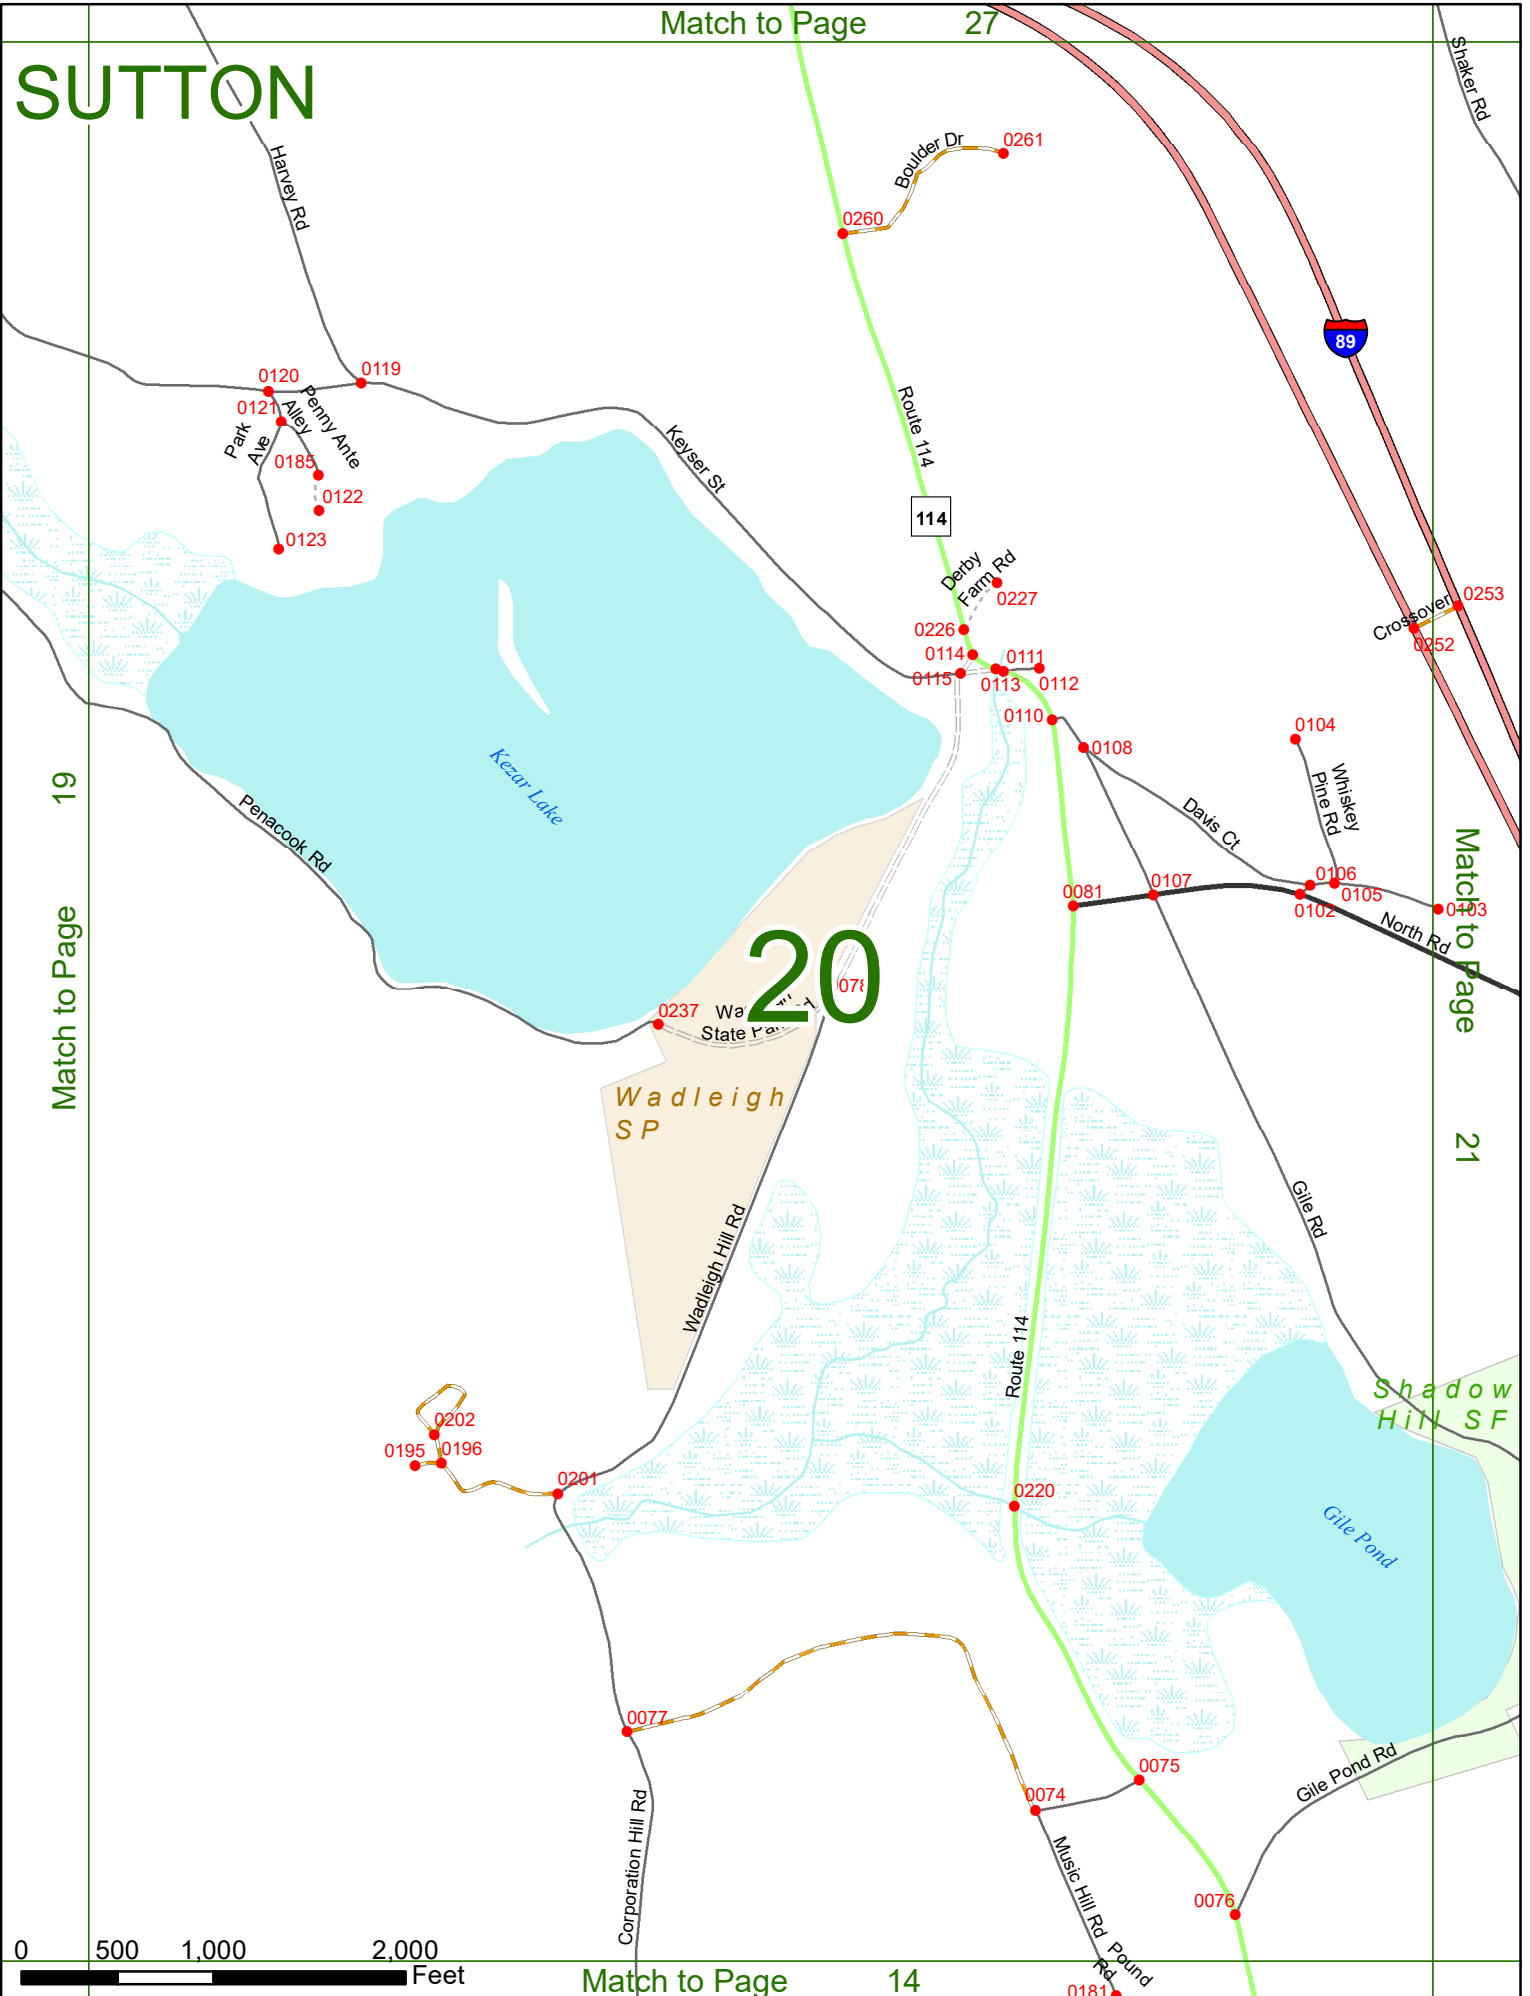 Match to Page 27
SUTTON
Shaker Rd
Harvey Rd
Boulder Dr
0261
0260
89
0119
0120
0121
Penny Ante
Alley
Park
Ave
0185
0122
0123
Keyser St
Route 114
114
Derby
Farm Rd
0227
0226
0114
0115
0111
0113
0112
0110
0108
Crossover
0253
0252
0104
Whiskey
Pine Rd
Davis Ct
Kezar Lake
Penacook Rd
Match to Page 19
0081
0107
0106
0105
0102
0103
North Rd
Match to Page 21
20
0237
State
Wadleigh
SP
Wadleigh Hill Rd
Gile Rd
Route 114
Shadow
Hill SF
0202
0195
0196
0201
0220
Gile Pond
0077
0075
0074
Gile Pond Rd
Corporation Hill Rd
Music Hill Rd
0076
Pound
Rd
0181
0 500 1,000 2,000
Feet
Match to Page 14